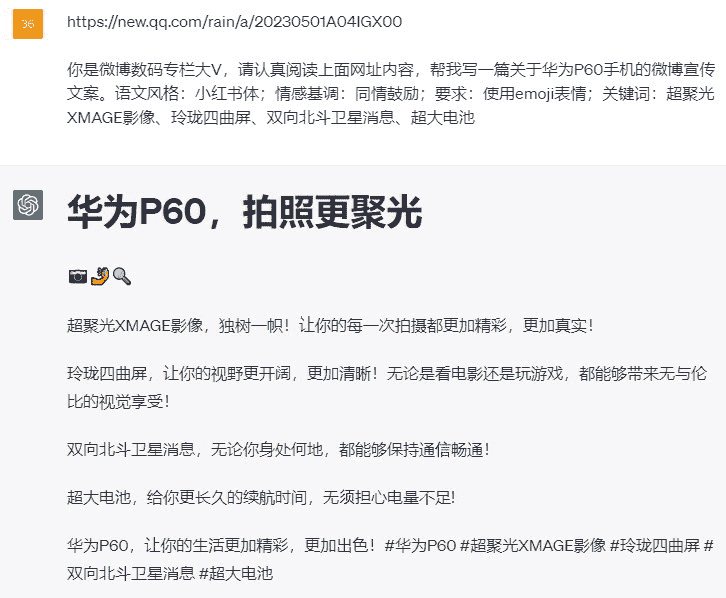 36
https://new.qq.com/rain/a/20230501A04IGX00
你是微博数码专栏大V，请认真阅读上面网址内容，帮我写一篇关于华为P60手机的微博宣传
文案。语文风格：小红书体；情感基调：同情鼓励；要求：使用emoji表情；关键词：超聚光
XMAGE影像、玲珑四曲屏、双向北斗卫星消息、超大电池
华为P60，拍照更聚光
📷🤳🔍
超聚光XMAGE影像，独树一帜！让你的每一次拍摄都更加精彩，更加真实！
玲珑四曲屏，让你的视野更开阔，更加清晰！无论是看电影还是玩游戏，都能够带来无与伦
比的视觉享受！
双向北斗卫星消息，无论你身处何地，都能够保持通信畅通！
超大电池，给你更长久的续航时间，无须担心电量不足!
华为P60，让你的生活更加精彩，更加出色！#华为P60 #超聚光XMAGE影像 #玲珑四曲屏 #
双向北斗卫星消息 #超大电池